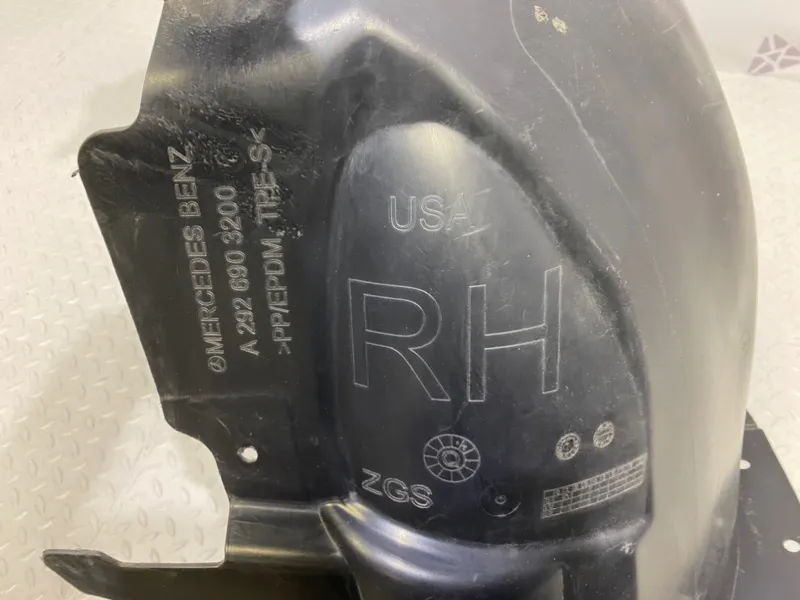 MERCEDES BENZ
A 292 690 3200
>PP/EPDM, TPE-S<
USA
RH
ZGS